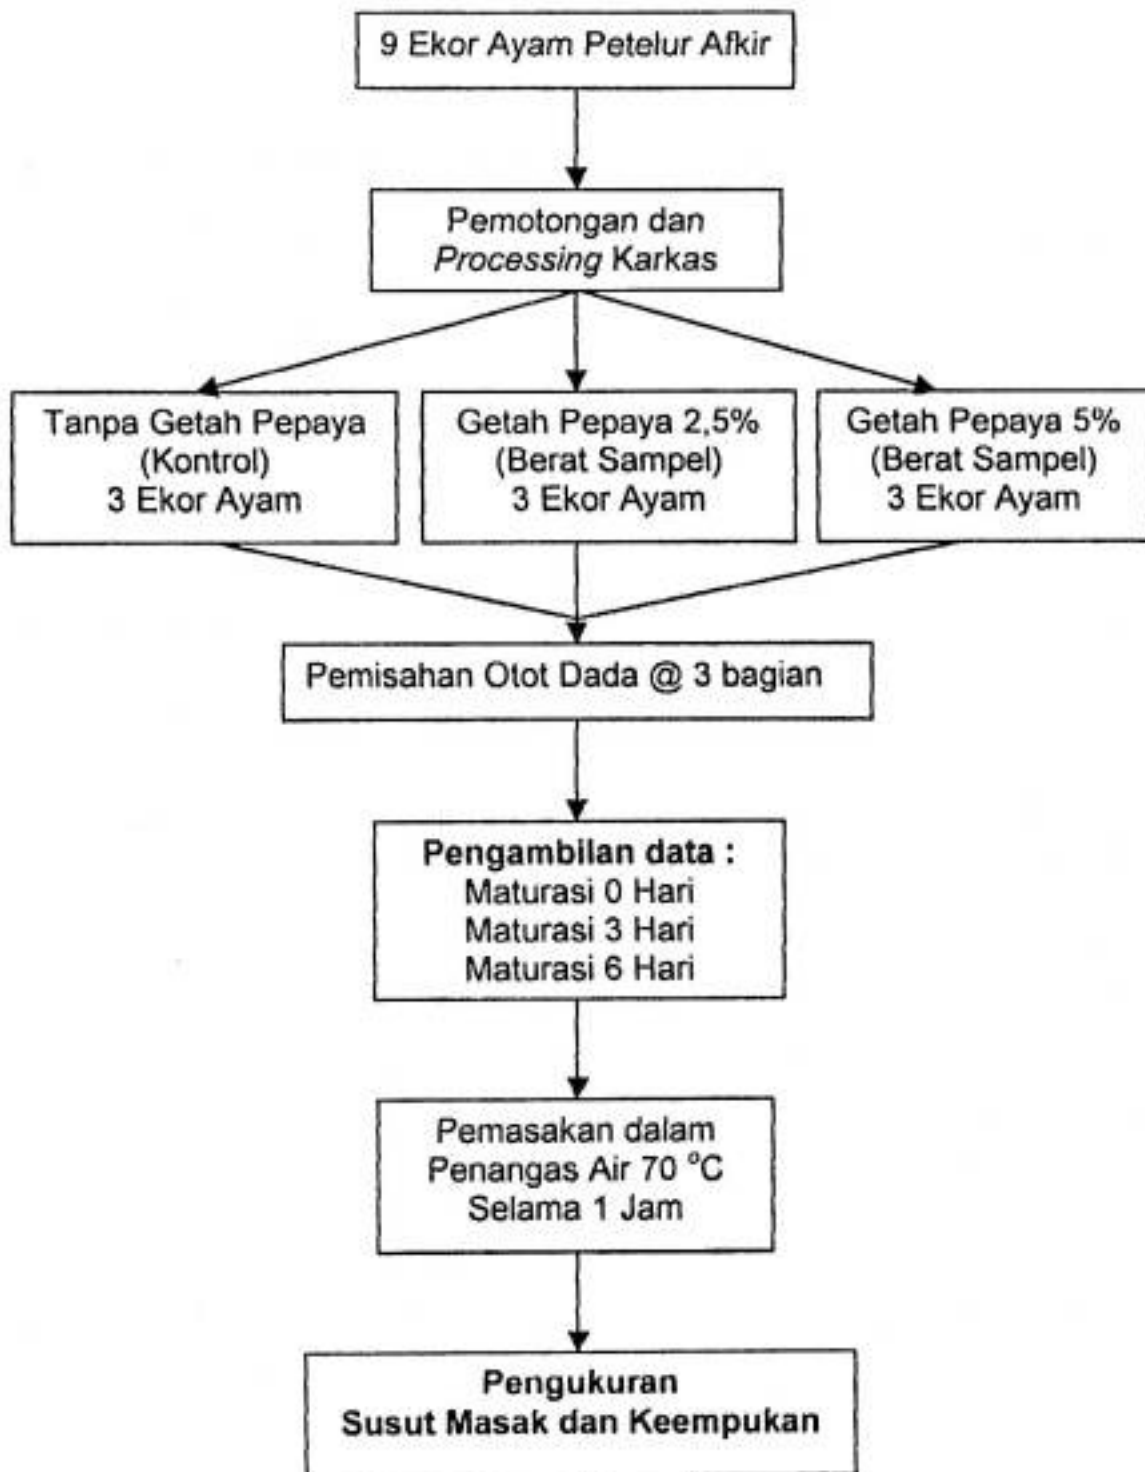 9 Ekor Ayam Petelur Afkir
Pemotongan dan
Processing Karkas
Tanpa Getah Pepaya
(Kontrol)
3 Ekor Ayam
Getah Pepaya 2,5%
(Berat Sampel)
3 Ekor Ayam
Getah Pepaya 5%
(Berat Sampel)
3 Ekor Ayam
Pemisahan Otot Dada @ 3 bagian
Pengambilan data :
Maturasi 0 Hari
Maturasi 3 Hari
Maturasi 6 Hari
Pemasakan dalam
Penangas Air 70 °C
Selama 1 Jam
Pengukuran
Susut Masak dan Keempukan